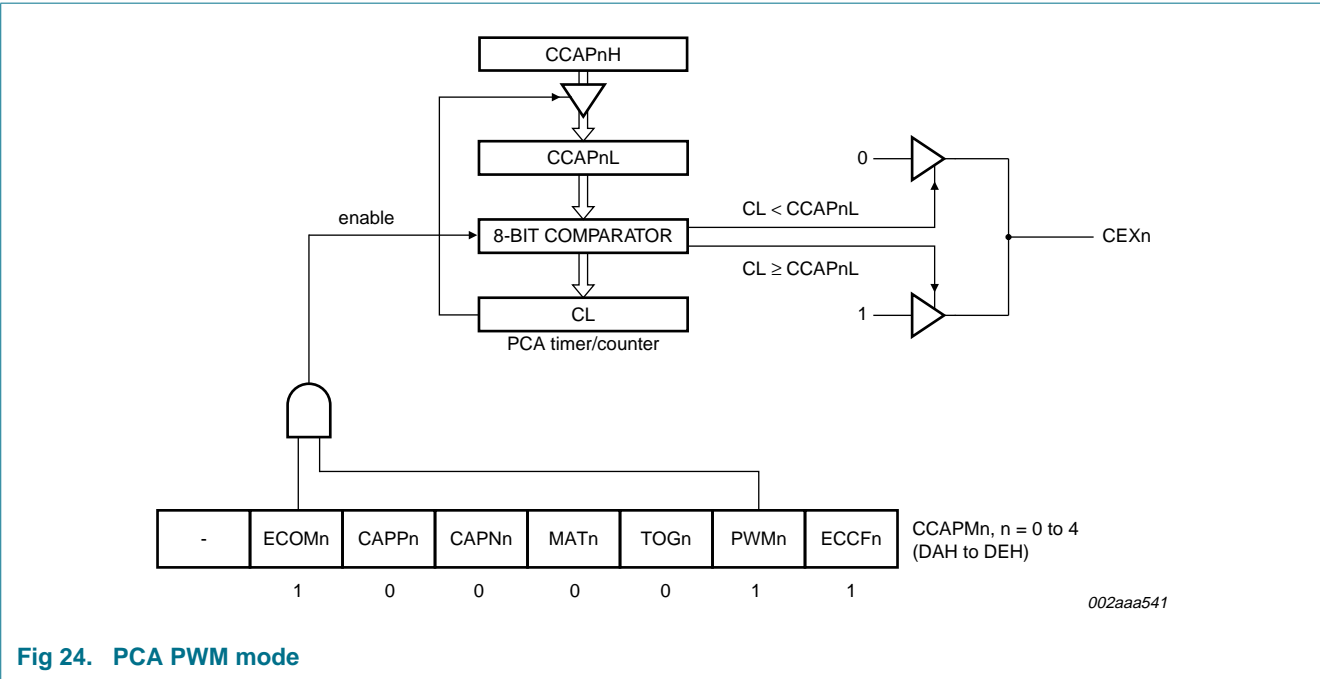 CCAPnH
CCAPnL
0
CL < CCAPnL
enable
8-BIT COMPARATOR
CEXn
CL ≥ CCAPnL
CL
1
PCA timer/counter
- ECOMn CAPPn CAPNn MATn TOGn PWMn ECCFn
CCAPMn, n = 0 to 4
(DAH to DEH)
1 0 0 0 0 1 1
002aaa541
Fig 24. PCA PWM mode